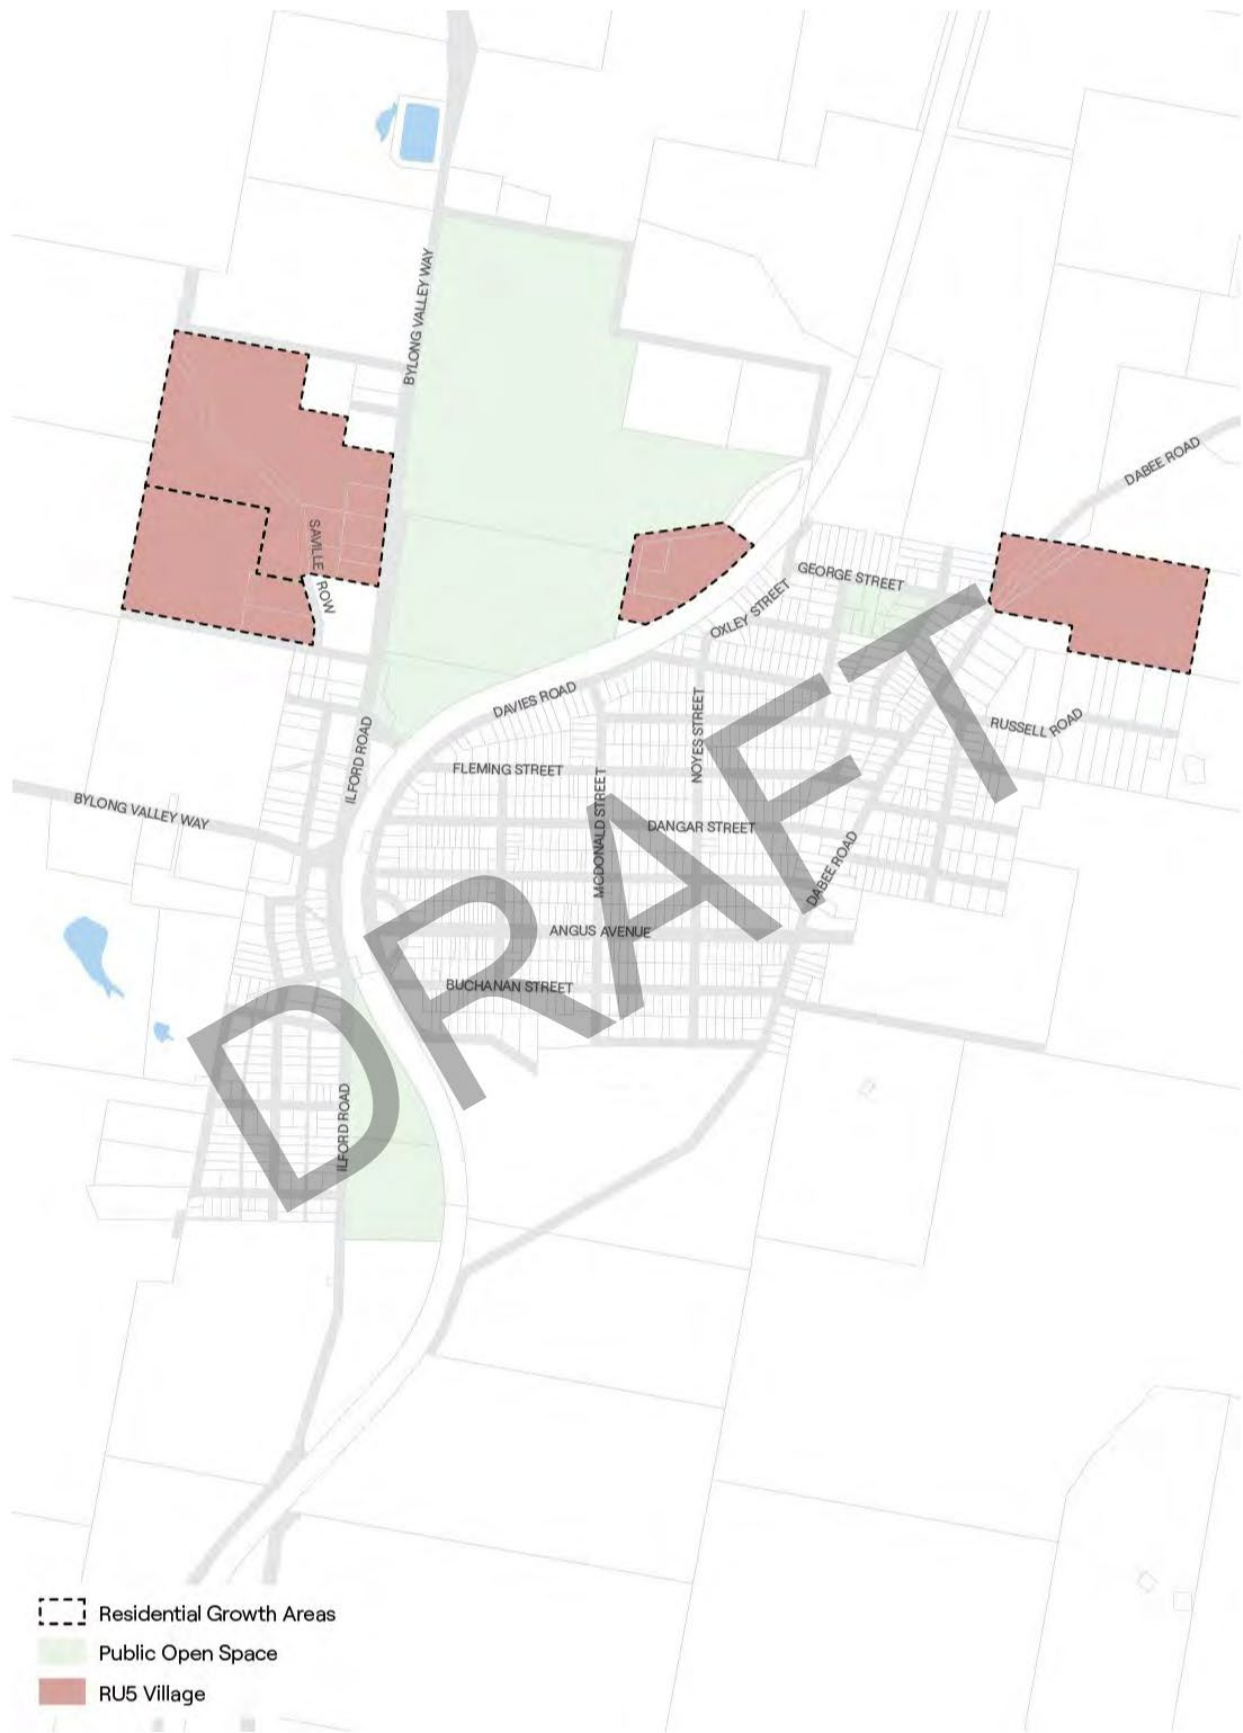 BYLONG VALLEY WAY
DABEE ROAD
SAVILLE ROW
GEORGE STREET
OXLEY STREET
DAVIES ROAD
NOYES STREET
RUSSELL ROAD
ILFORD ROAD
FLEMING STREET
MCDONALD STREET
BYLONG VALLEY WAY
DANGAR STREET
DABEE ROAD
ANGUS AVENUE
BUCHANAN STREET
ILFORD ROAD
DRAFT
Residential Growth Areas
Public Open Space
RU5 Village